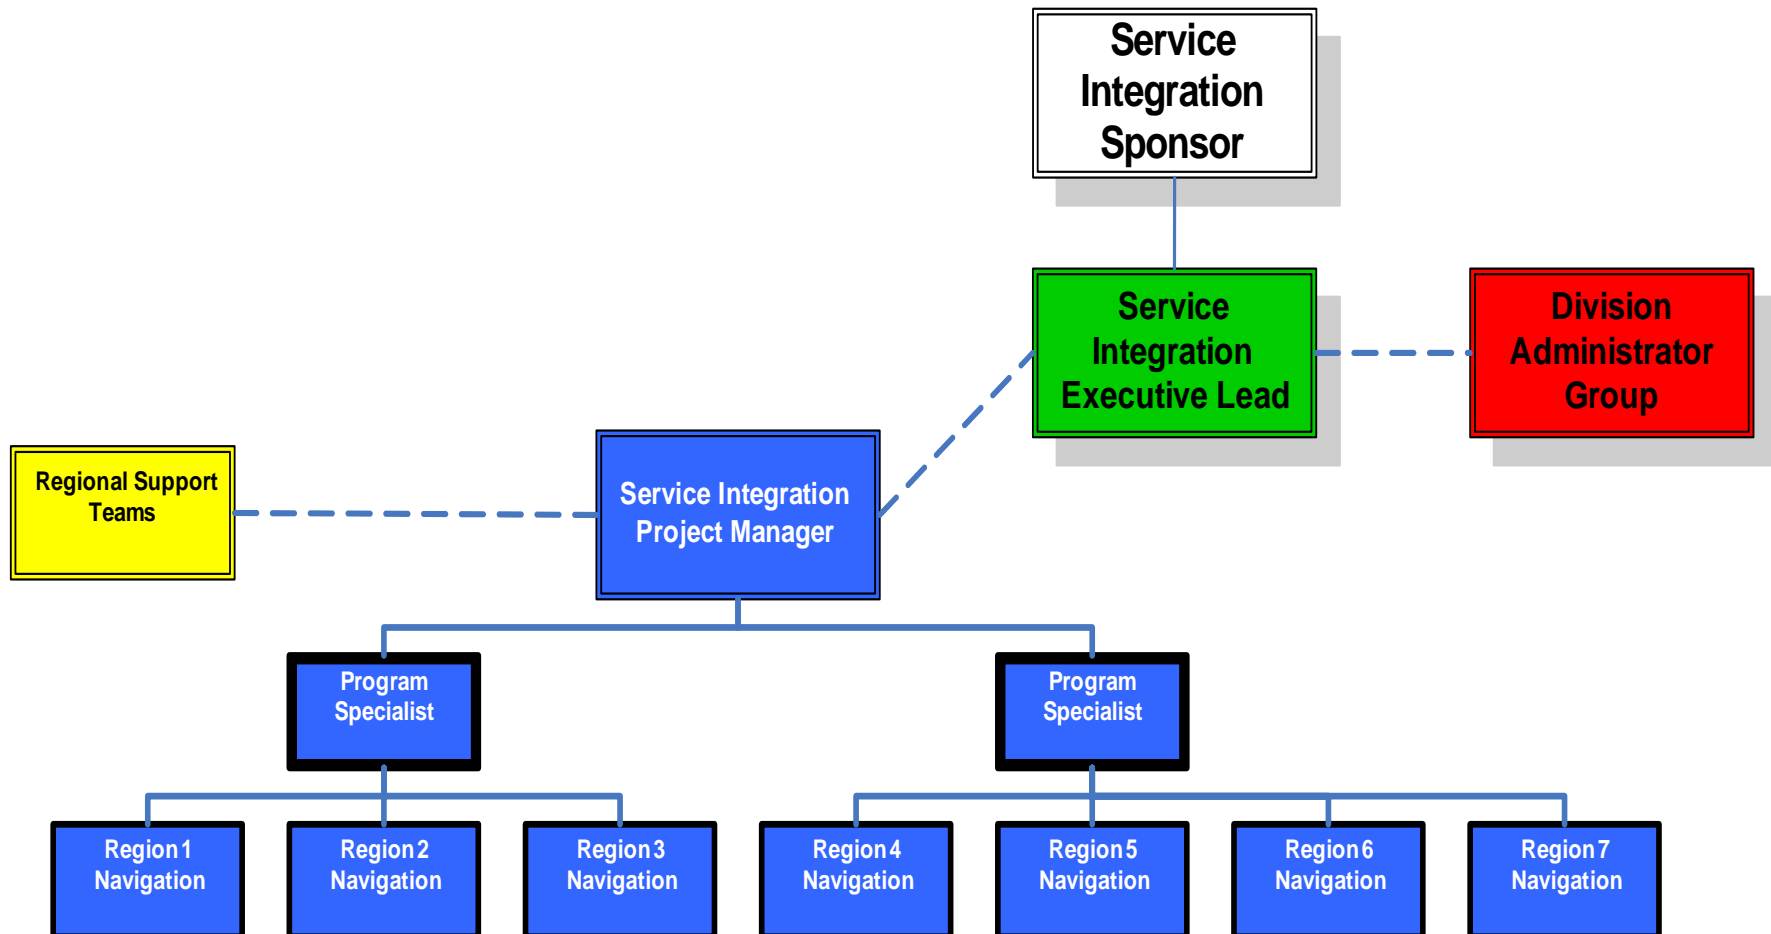 Service
Integration
Sponsor
Service
Integration
Executive Lead
Division
Administrator
Group
Regional Support
Teams
Service Integration
Project Manager
Program
Specialist
Program
Specialist
Region 1
Navigation
Region 2
Navigation
Region 3
Navigation
Region 4
Navigation
Region 5
Navigation
Region 6
Navigation
Region 7
Navigation